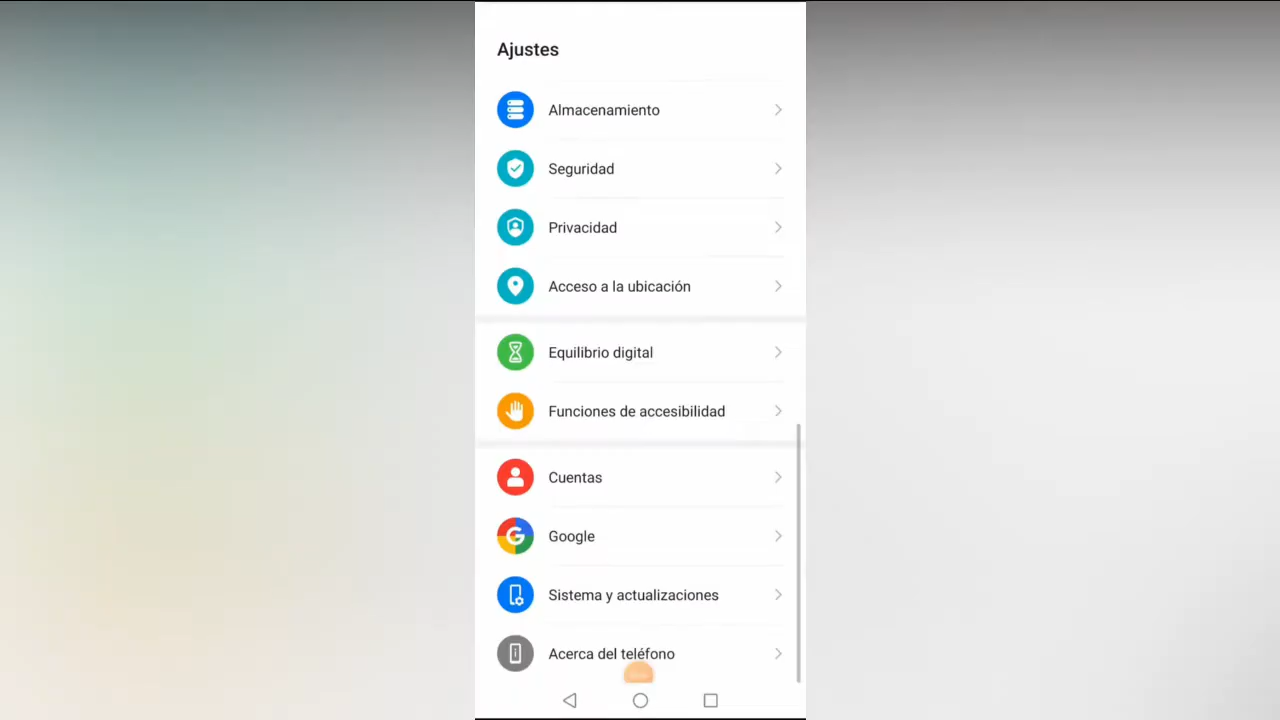 Ajustes
Almacenamiento
Seguridad
Privacidad
Acceso a la ubicación
Equilibrio digital
Funciones de accesibilidad
Cuentas
Google
Sistema y actualizaciones
Acerca del teléfono